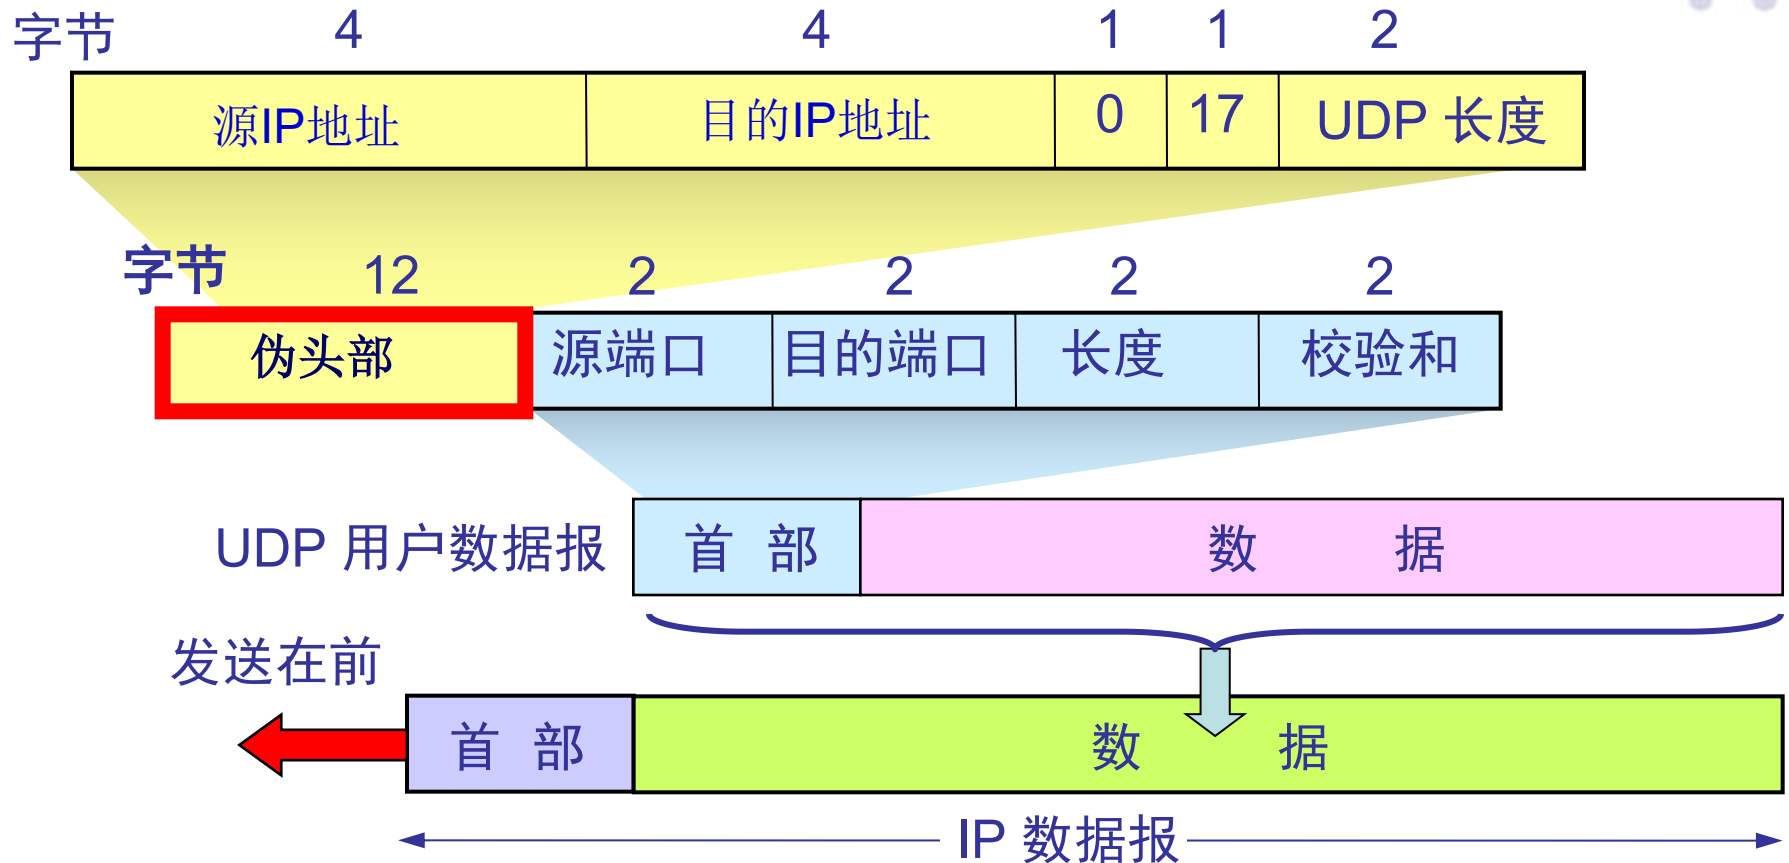 字节 4 4 1 1 2
源IP地址 目的IP地址 0 17 UDP 长度
字节 12 2 2 2 2
伪头部 源端口 目的端口 长度 校验和
UDP 用户数据报 首 部 数 据
发送在前
首 部 数 据
IP 数据报